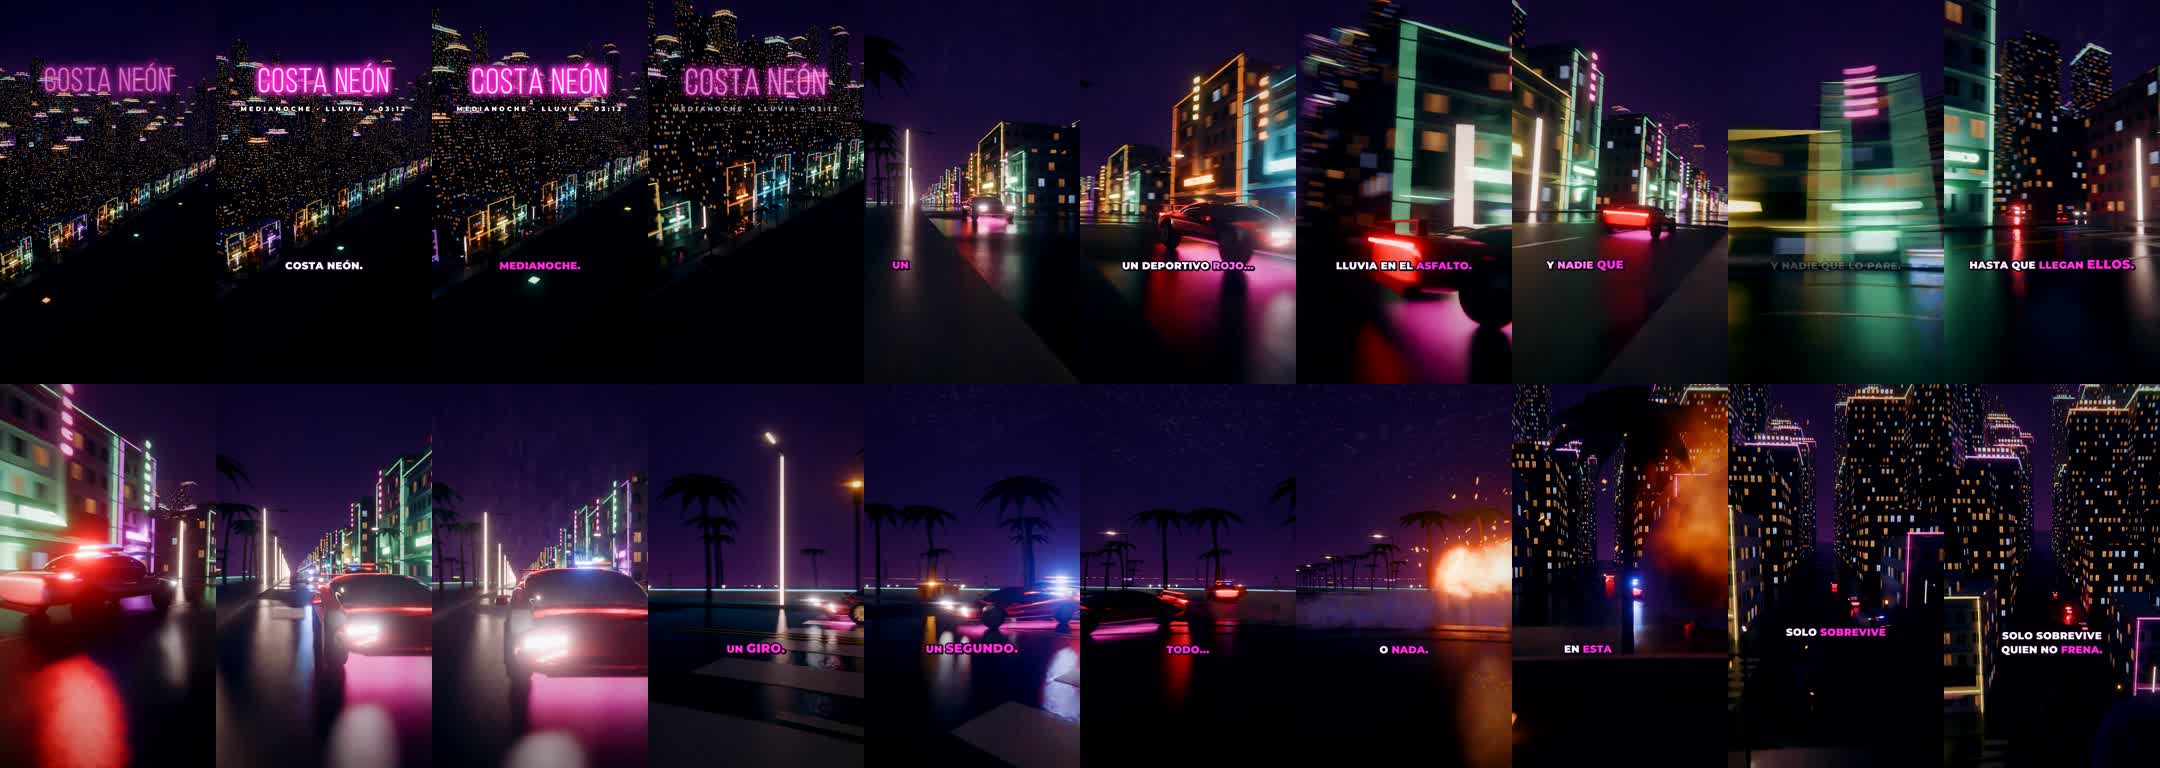 COSTA NEÓN
COSTA NEÓN
MEDIANOCHE · LLUVIA · 03:12
COSTA NEÓN.
COSTA NEÓN
MEDIANOCHE · LLUVIA · 03:12
MEDIANOCHE.
COSTA NEÓN
MEDIANOCHE · LLUVIA · 03:12
UN
UN DEPORTIVO ROJO...
LLUVIA EN EL ASFALTO.
Y NADIE QUE
Y NADIE QUE LO PARE.
HASTA QUE LLEGAN ELLOS.
UN GIRO.
UN SEGUNDO.
TODO...
O NADA.
EN ESTA
SOLO SOBREVIVE
SOLO SOBREVIVE
QUIEN NO FRENA.